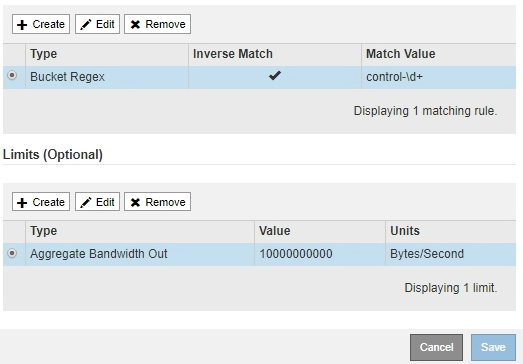 Create Edit Remove
Type Inverse Match Match Value
Bucket Regex control-\d+
Displaying 1 matching rule.
Limits (Optional)
Create Edit Remove
Type Value Units
Aggregate Bandwidth Out 10000000000 Bytes/Second
Displaying 1 limit.
Cancel Save